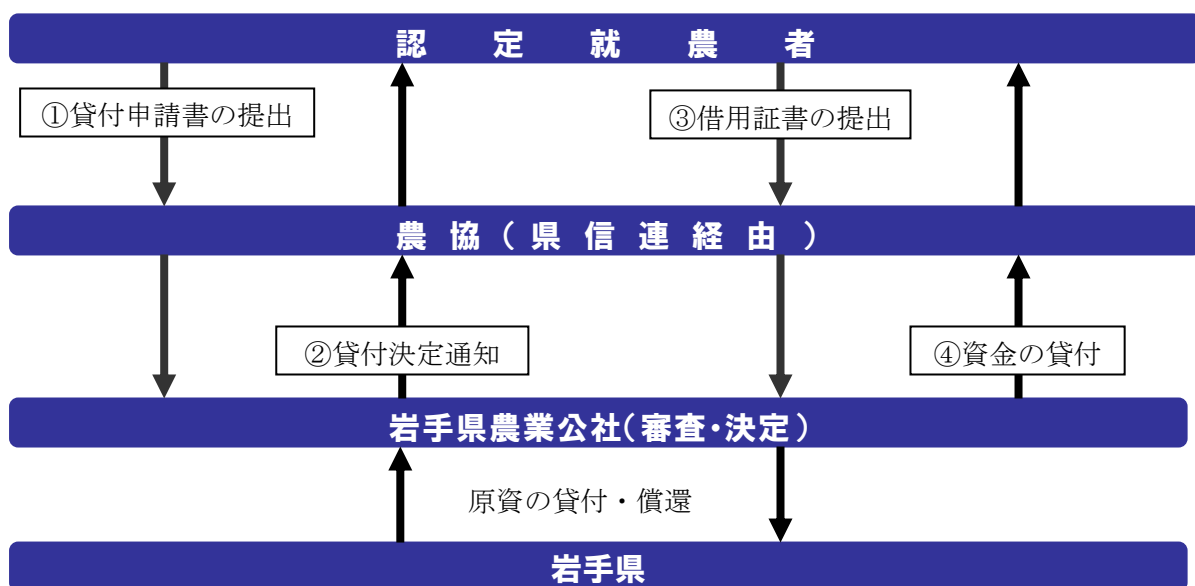 認定就農者
①貸付申請書の提出
③借用証書の提出
農協(県信連経由)
②貸付決定通知
④資金の貸付
岩手県農業公社(審査・決定)
原資の貸付・償還
岩手県